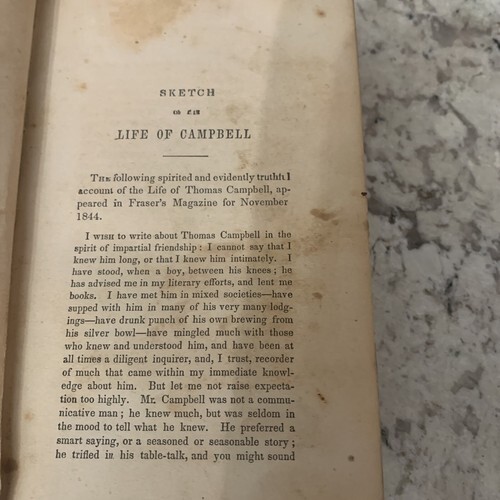 SKETCH
LIFE OF CAMPBELL
THE following spirited and evidently truthful
account of the Life of Thomas Campbell, ap-
peared in Fraser's Magazine for November
1844.
I WISH to write about Thomas Campbell in the
spirit of impartial friendship: I cannot say that I
knew him long, or that I knew him intimately. I
have stood, when a boy, between his knees; he
has advised me in my literary efforts, and lent me
books. I have met him in mixed societies—have
supped with him in many of his very many lodg-
ings—have drunk punch of his own brewing from
his silver bowl—have mingled much with those
who knew and understood him, and have been at
all times a diligent inquirer, and, I trust, recorder
of much that came within my immediate knowl-
edge about him. But let me not raise expecta-
tion too highly. Mr. Campbell was not a commu-
nicative man; he knew much, but was seldom in
the mood to tell what he knew. He preferred a
smart saying, or a seasoned or seasonable story;
he trifled in his table-talk, and you might sound